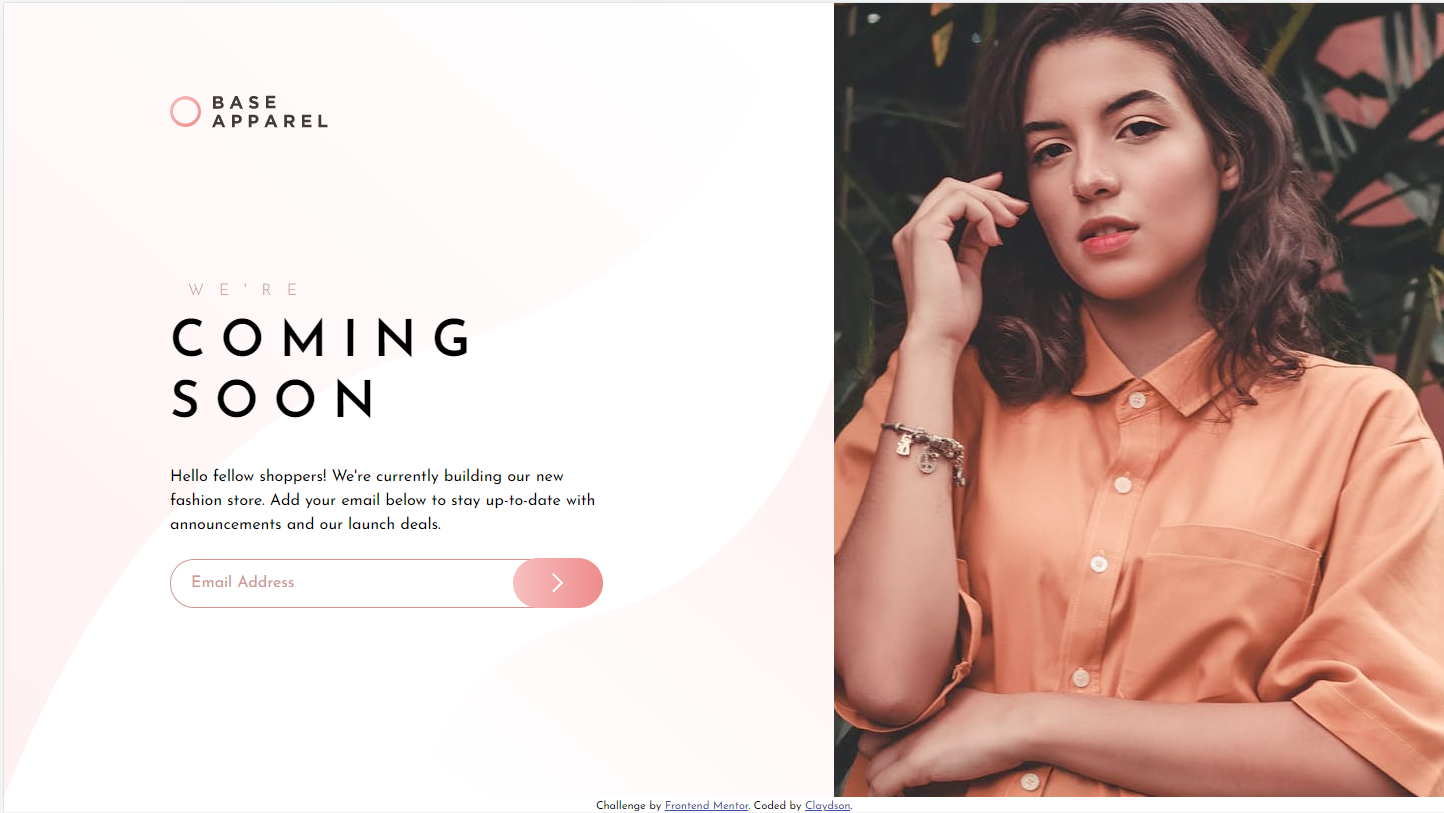 BASE
APPAREL
WE'RE
COMING
SOON
Hello fellow shoppers! We're currently building our new
fashion store. Add your email below to stay up-to-date with
announcements and our launch deals.
Email Address
Challenge by Frontend Mentor. Coded by Claydson.